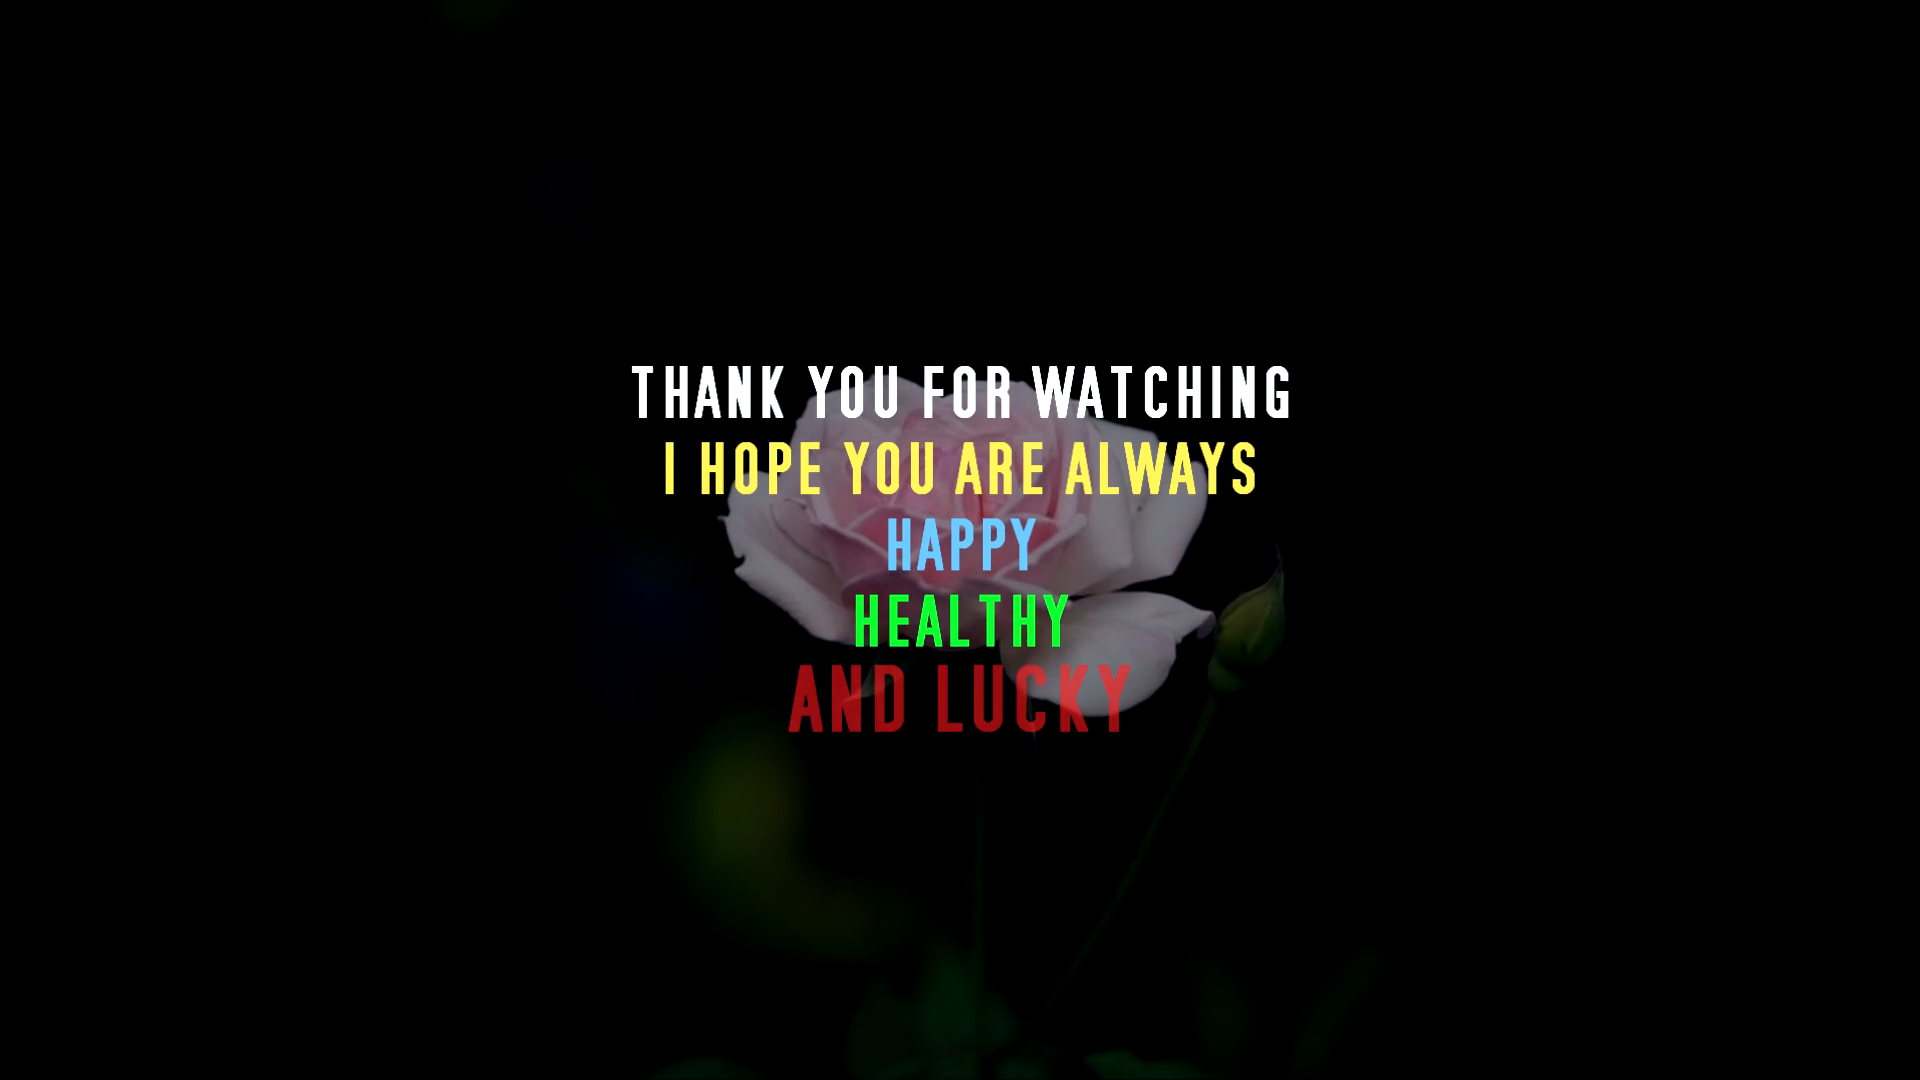 THANK YOU FOR WATCHING
I HOPE YOU ARE ALWAYS
HAPPY
HEALTHY
AND LUCKY